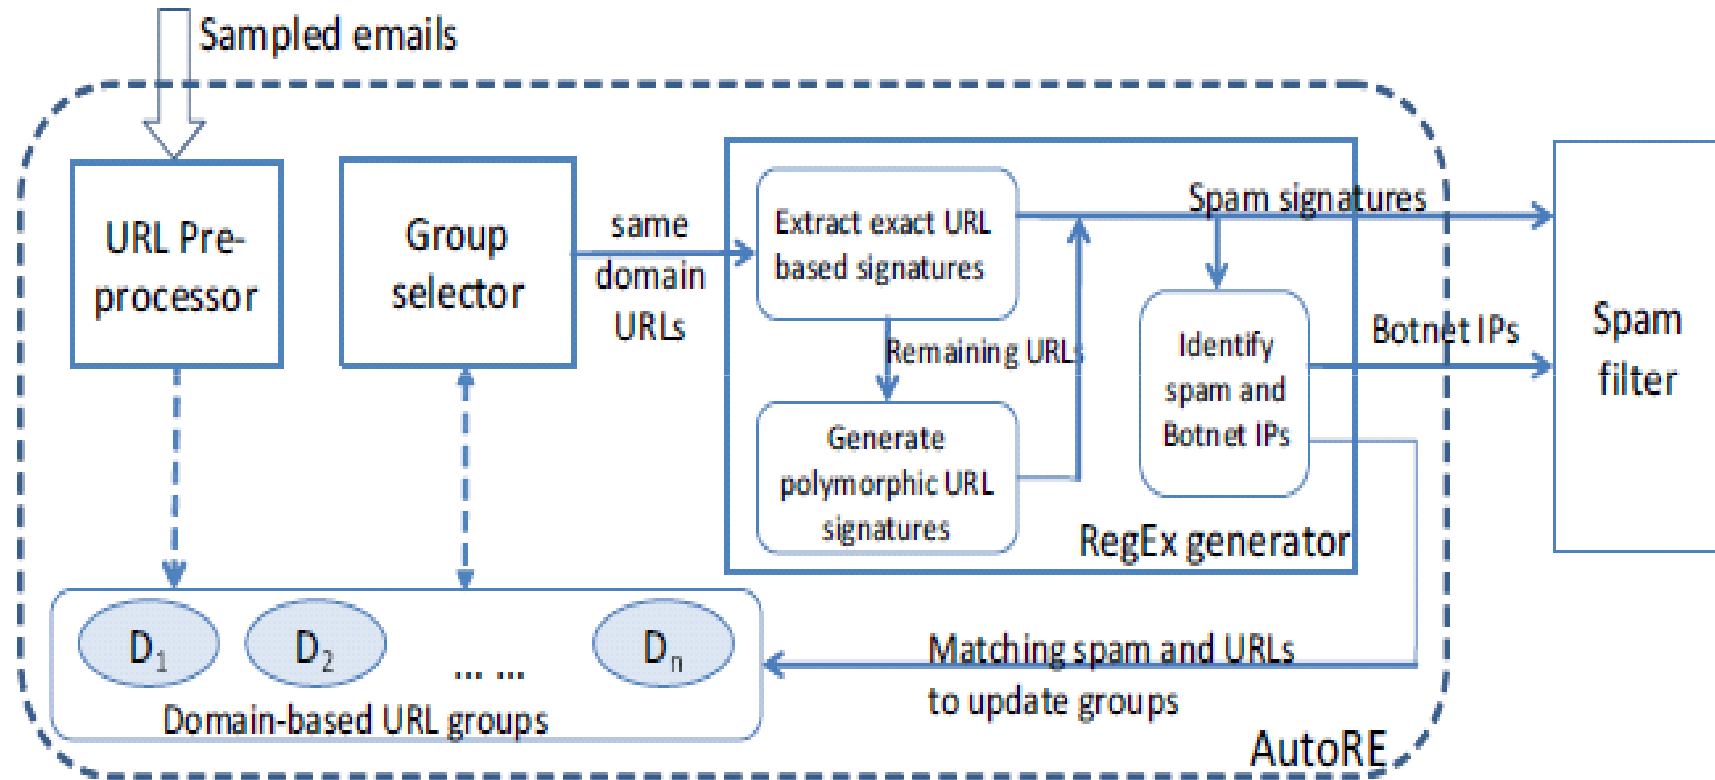 Sampled emails
URL Pre-
processor
Group
selector
same
domain
URLs
Extract exact URL
based signatures
Remaining URLs
Generate
polymorphic URL
signatures
Spam signatures
Identify
spam and
Botnet IPs
Botnet IPs
RegEx generator
Spam
filter
D1
D2
... ...
Dn
Domain-based URL groups
Matching spam and URLs
to update groups
AutoRE